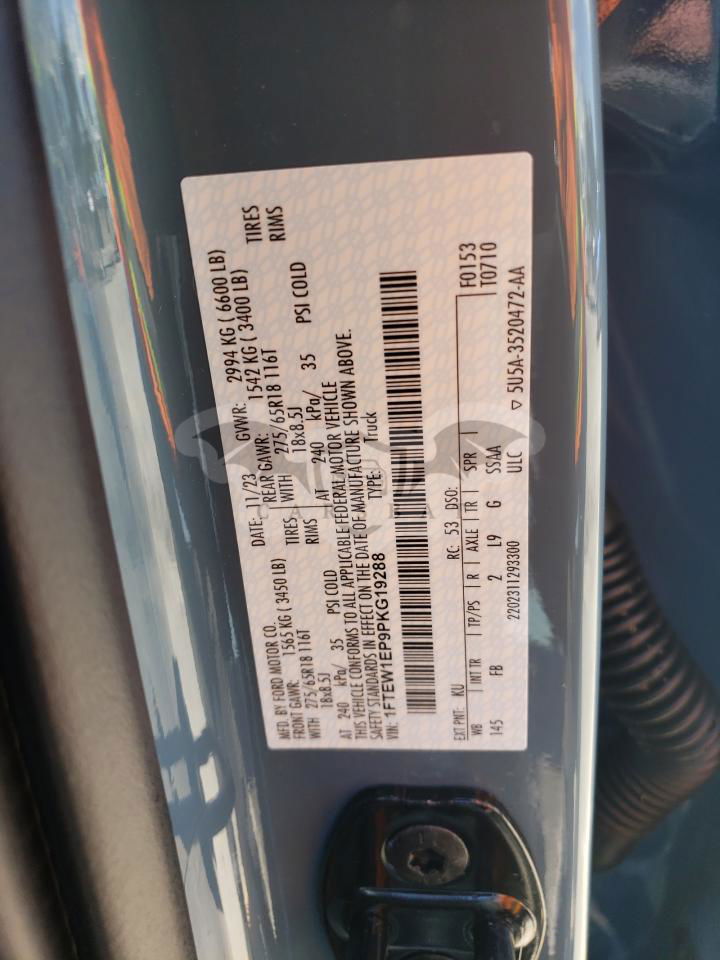 MFD. BY FORD MOTOR CO.
DATE: 11/23 GVWR: 2994 KG ( 6600 LB)
FRONT GAWR: 1565 KG ( 3450 LB) REAR GAWR: 1542 KG ( 3400 LB)
WITH 275/65R18 116T TIRES WITH 275/65R18 116T TIRES
18x8.5J RIMS 18x8.5J RIMS
AT 240 kPa/ 35 PSI COLD AT 240 kPa/ 35 PSI COLD
THIS VEHICLE CONFORMS TO ALL APPLICABLE FEDERAL MOTOR VEHICLE
SAFETY STANDARDS IN EFFECT ON THE DATE OF MANUFACTURE SHOWN ABOVE.
VIN: 1FTEW1EP9PKG19288 TYPE: Truck
EXT PNT: KU RC: 53 DSO: F0153
WB INT TR TP/PS R AXLE TR SPR T0710
145 FB 2 L9 G SSAA
2202311293300 ULC ▽ 5U5A-3520472-AA